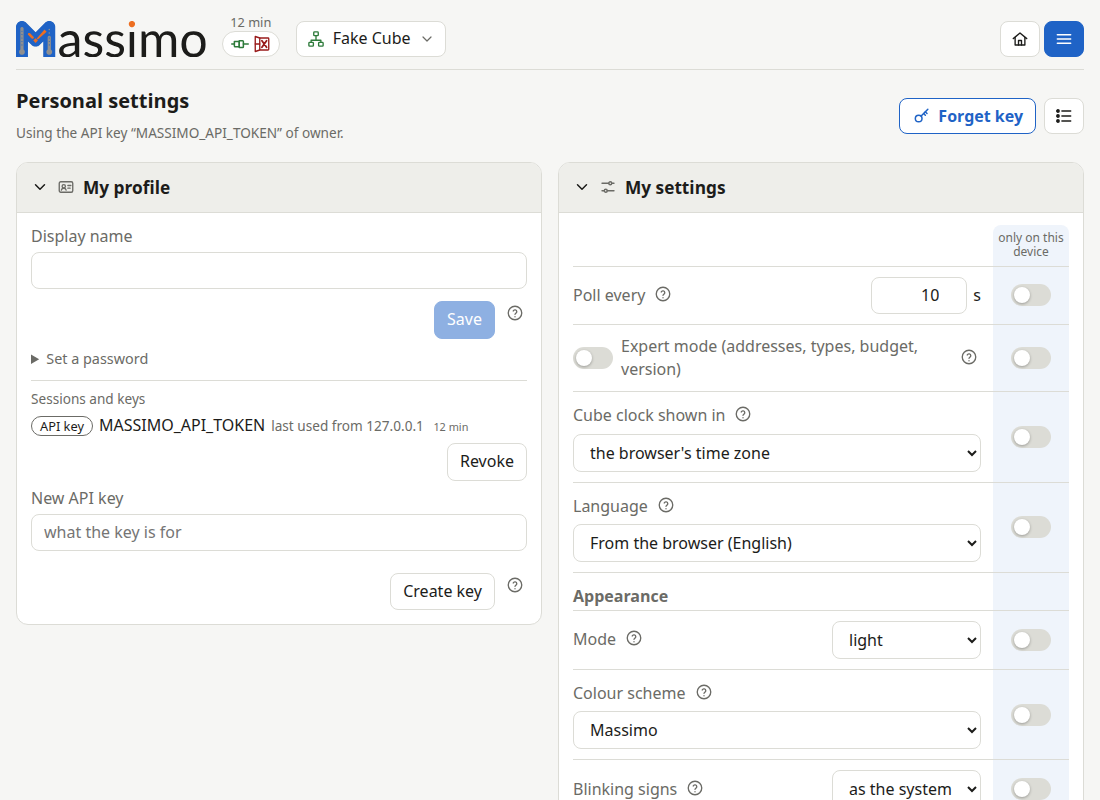 Massimo
12 min
Fake Cube
Personal settings
Using the API key “MASSIMO_API_TOKEN” of owner.
Forget key
My profile
Display name
Save
Set a password
Sessions and keys
API key MASSIMO_API_TOKEN last used from 127.0.0.1 12 min
Revoke
New API key
what the key is for
Create key
My settings
only on this
device
Poll every 10 s
Expert mode (addresses, types, budget,
version)
Cube clock shown in
the browser's time zone
Language
From the browser (English)
Appearance
Mode light
Colour scheme
Massimo
Blinking signs as the system